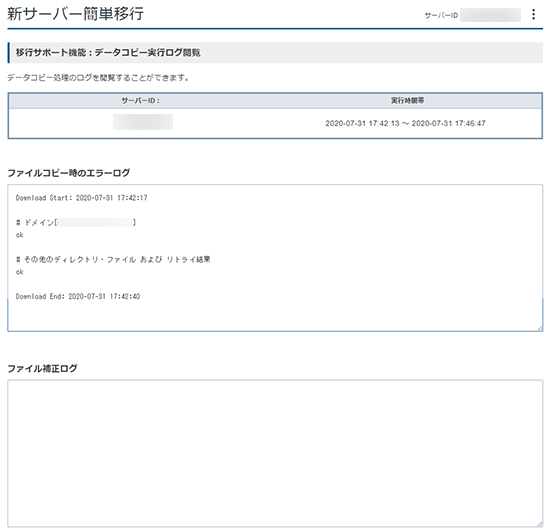 新サーバー簡単移行
サーバーID
移行サポート機能：データコピー実行ログ閲覧
データコピー処理のログを閲覧することができます。
サーバーID： 実行時間帯
2020-07-31 17:42:13 ～ 2020-07-31 17:46:47
ファイルコピー時のエラーログ
Download Start: 2020-07-31 17:42:17
# ドメイン[ ]
ok
# その他のディレクトリ・ファイル および リトライ結果
ok
Download End: 2020-07-31 17:42:40
ファイル補正ログ